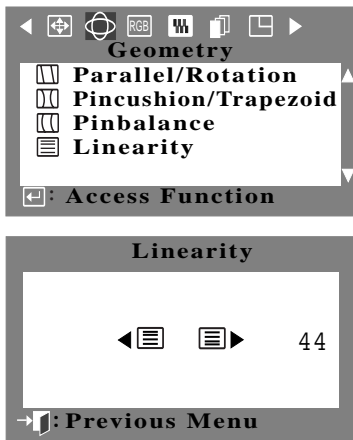 RGB
Geometry
Parallel/Rotation
Pincushion/Trapezoid
Pinbalance
Linearity
: Access Function
Linearity
44
: Previous Menu